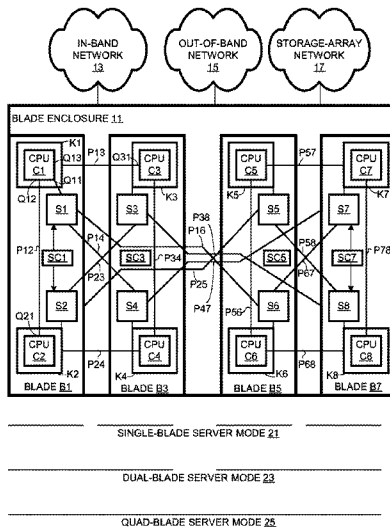 IN-BAND
NETWORK
13
OUT-OF-BAND
NETWORK
15
STORAGE-ARRAY
NETWORK
17
BLADE ENCLOSURE 11
K1
CPU
C1
Q13
Q11
Q12
P13
Q31
CPU
C3
K3
CPU
C5
K5
P57
CPU
C7
K7
S1
S3
S5
S7
P14
P23
P38
P16
P58
P67
P12
SC1
SC3
P34
SC5
SC7
P78
P25
P47
P56
S2
S4
S6
S8
Q21
CPU
C2
K2
P24
CPU
C4
K4
CPU
C6
K6
P68
CPU
C8
K8
BLADE B1
BLADE B3
BLADE B5
BLADE B7
SINGLE-BLADE SERVER MODE 21
DUAL-BLADE SERVER MODE 23
QUAD-BLADE SERVER MODE 25